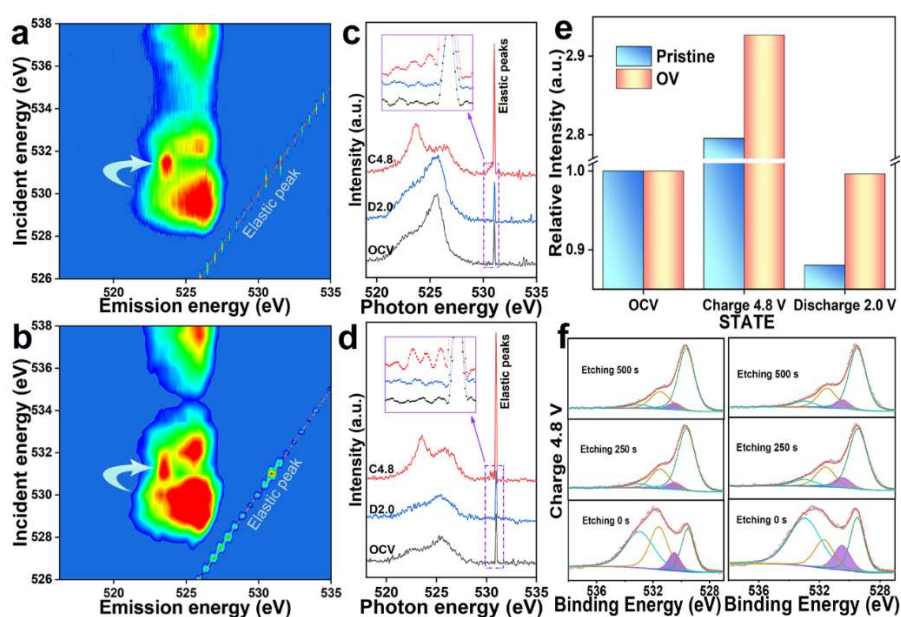 a
Incident energy (eV)
538
536
534
532
530
528
526
520
525
530
535
Emission energy (eV)
Elastic peak
b
Incident energy (eV)
538
536
534
532
530
528
526
520
525
530
535
Emission energy (eV)
Elastic peak
c
Intensity (a.u.)
C4.8
D2.0
OCV
Elastic peaks
520
525
530
535
Photon energy (eV)
d
Intensity (a.u.)
C4.8
D2.0
OCV
Elastic peaks
520
525
530
535
Photon energy (eV)
e
Relative Intensity (a.u.)
2.9
2.8
1.0
0.9
Pristine
OV
OCV
Charge 4.8 V
Discharge 2.0 V
STATE
f
Charge 4.8 V
Etching 500 s
Etching 500 s
Etching 250 s
Etching 250 s
Etching 0 s
Etching 0 s
536
533
530
528
536
533
530
527
Binding Energy (eV)
Binding Energy (eV)